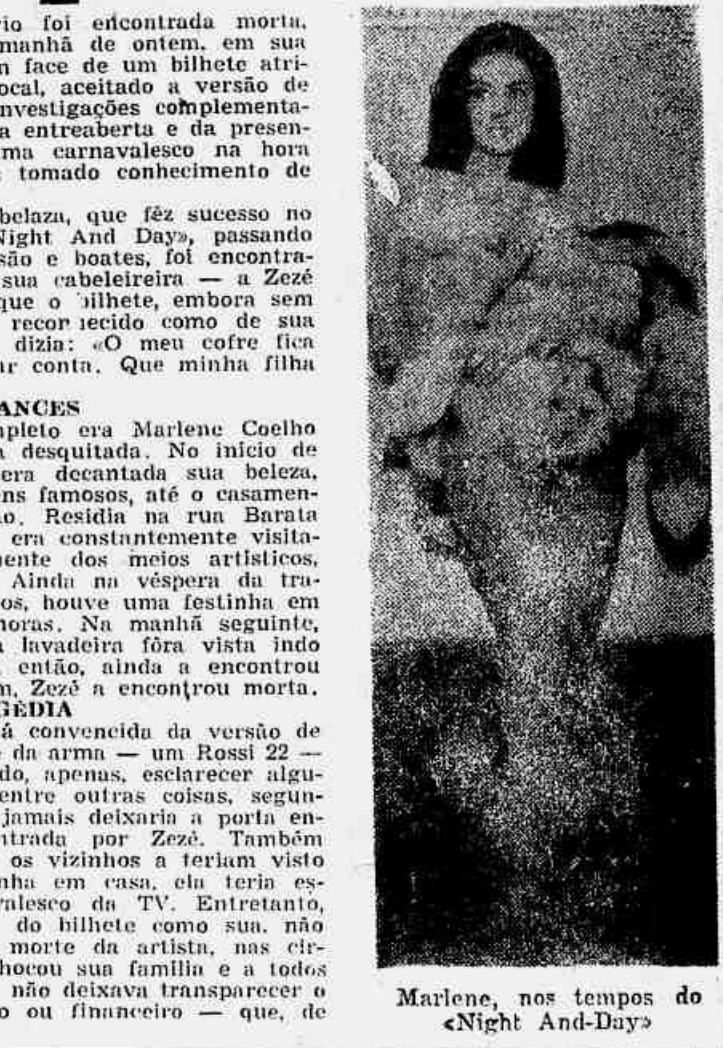 rio foi encontrada morta,
manhã de ontem, em sua
face de um bilhete atri-
ocal, aceitado a versão de
nvestigações complementa-
a entreaberta e da presen-
ma carnavalesco na hora
tomado conhecimento de
belaza, que fêz sucesso no
Night And Day», passando
são e boates, foi encontra-
sua cabeleireira — a Zezé
que o bilhete, embora sem
reconhecido como de sua
dizia: «O meu cofre fica
ar conta. Que minha filha
ANCES
mpleto era Marlene Coelho
a desquitada. No início de
era decantada sua beleza,
ens famosos, até o casamen-
ão. Residia na rua Barata
era constantemente visita-
mente dos meios artísticos,
Ainda na véspera da tra-
os, houve uma festinha em
horas. Na manhã seguinte,
a lavadeira fôra vista indo
então, ainda a encontrou
m, Zezé a encontrou morta.
GÉDIA
á convencida da versão de
e da arma — um Rossi 22 —
do, apenas, esclarecer algu-
entre outras coisas, segun-
jamais deixaria a porta en-
ntrada por Zezé. Também
os vizinhos a teriam visto
nha em casa, ela teria es-
valesco da TV. Entretanto,
do bilhete como sua, não
morte da artista, nas cir-
hocou sua família e a todos
não deixava transparecer o
o ou financeiro — que, de
Marlene, nos tempos do
«Night And-Day»